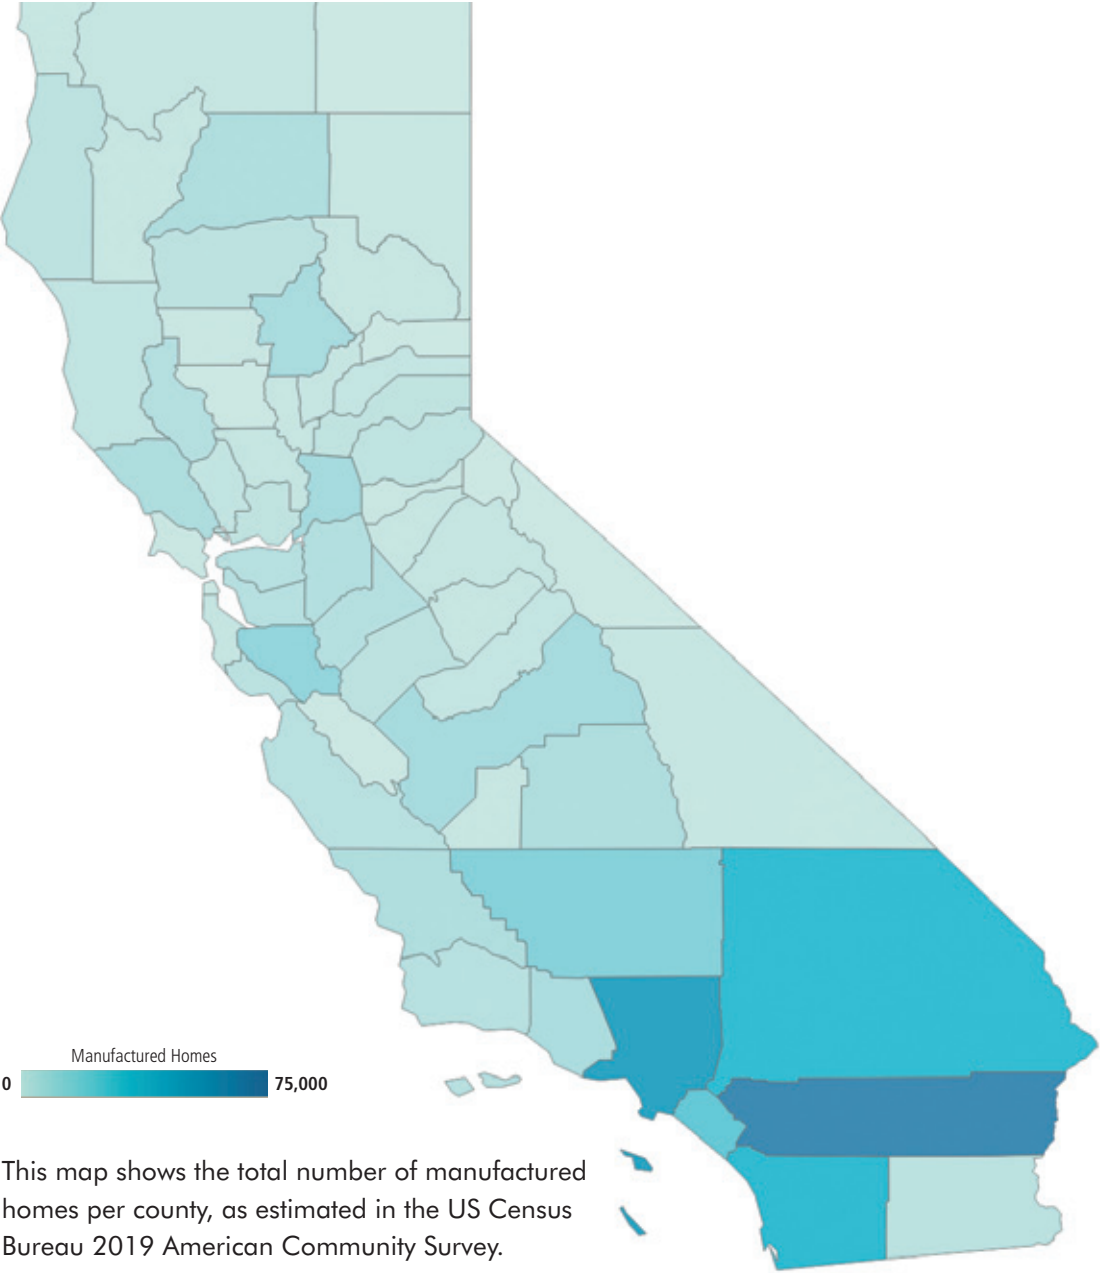 Manufactured Homes
0 75,000
This map shows the total number of manufactured
homes per county, as estimated in the US Census
Bureau 2019 American Community Survey.